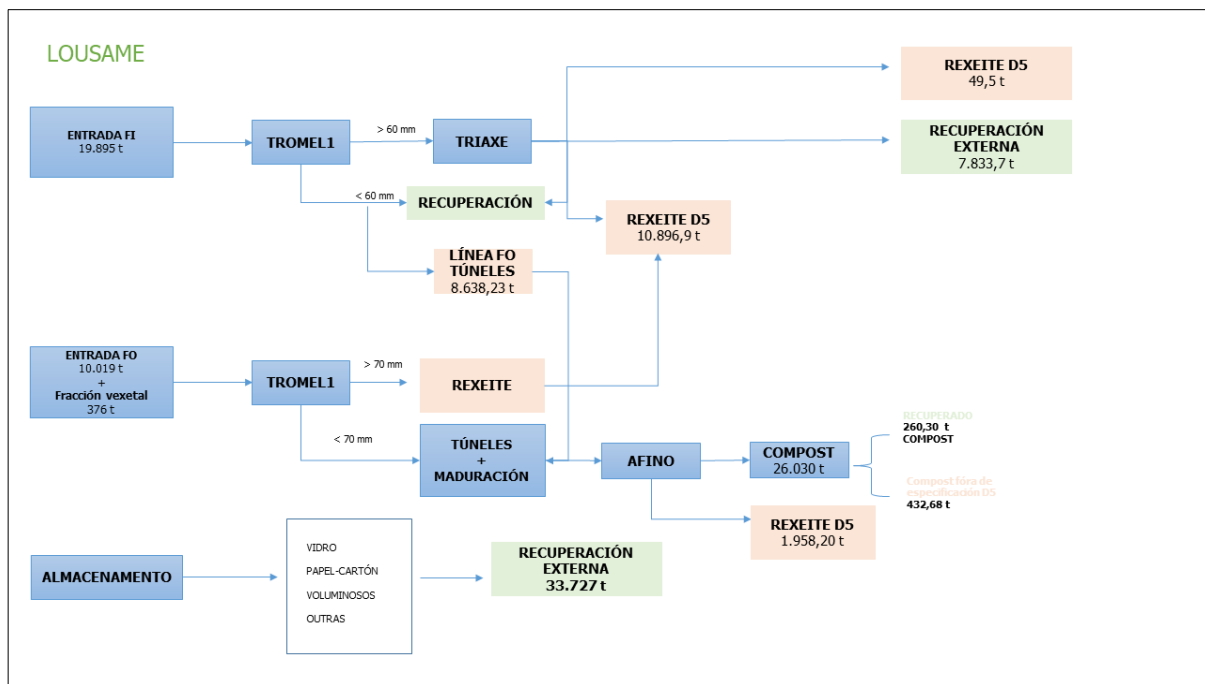 LOUSAME
REXEITE D5
49,5 t
ENTRADA FI
19.895 t
TROMEL1
> 60 mm
TRIAXE
RECUPERACIÓN
EXTERNA
7.833,7 t
< 60 mm
RECUPERACIÓN
REXEITE D5
10.896,9 t
LÍNEA FO
TÚNELES
8.638,23 t
ENTRADA FO
10.019 t
+
Fracción vexetal
376 t
TROMEL1
> 70 mm
REXEITE
< 70 mm
TÚNELES
+
MADURACIÓN
AFINO
COMPOST
26.030 t
RECUPERADO
260,30 t
COMPOST
Compost fóra de
especificación D5
432,68 t
REXEITE D5
1.958,20 t
ALMACENAMENTO
VIDRO
PAPEL-CARTÓN
VOLUMINOSOS
OUTRAS
RECUPERACIÓN
EXTERNA
33.727 t